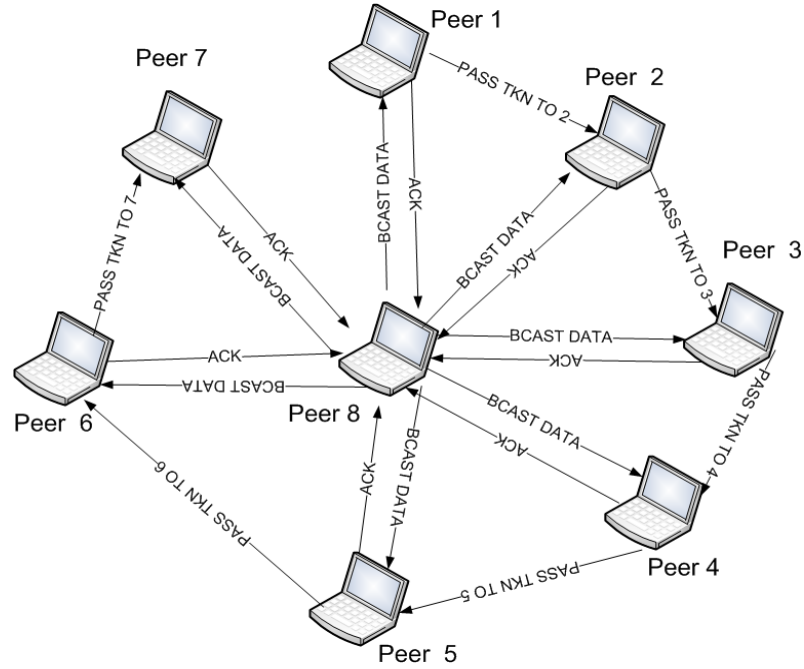 Peer 1
Peer 7
PASS TKN TO 2
Peer 2
BCAST DATA
ACK
PASS TKN TO 7
ACK
BCAST DATA
BCAST DATA
ACK
PASS TKN TO 3
Peer 3
BCAST DATA
ACK
ACK
BCAST DATA
Peer 8
Peer 6
BCAST DATA
ACK
PASS TKN TO 4
BCAST DATA
ACK
PASS TKN TO 6
PASS TKN TO 5
Peer 4
Peer 5